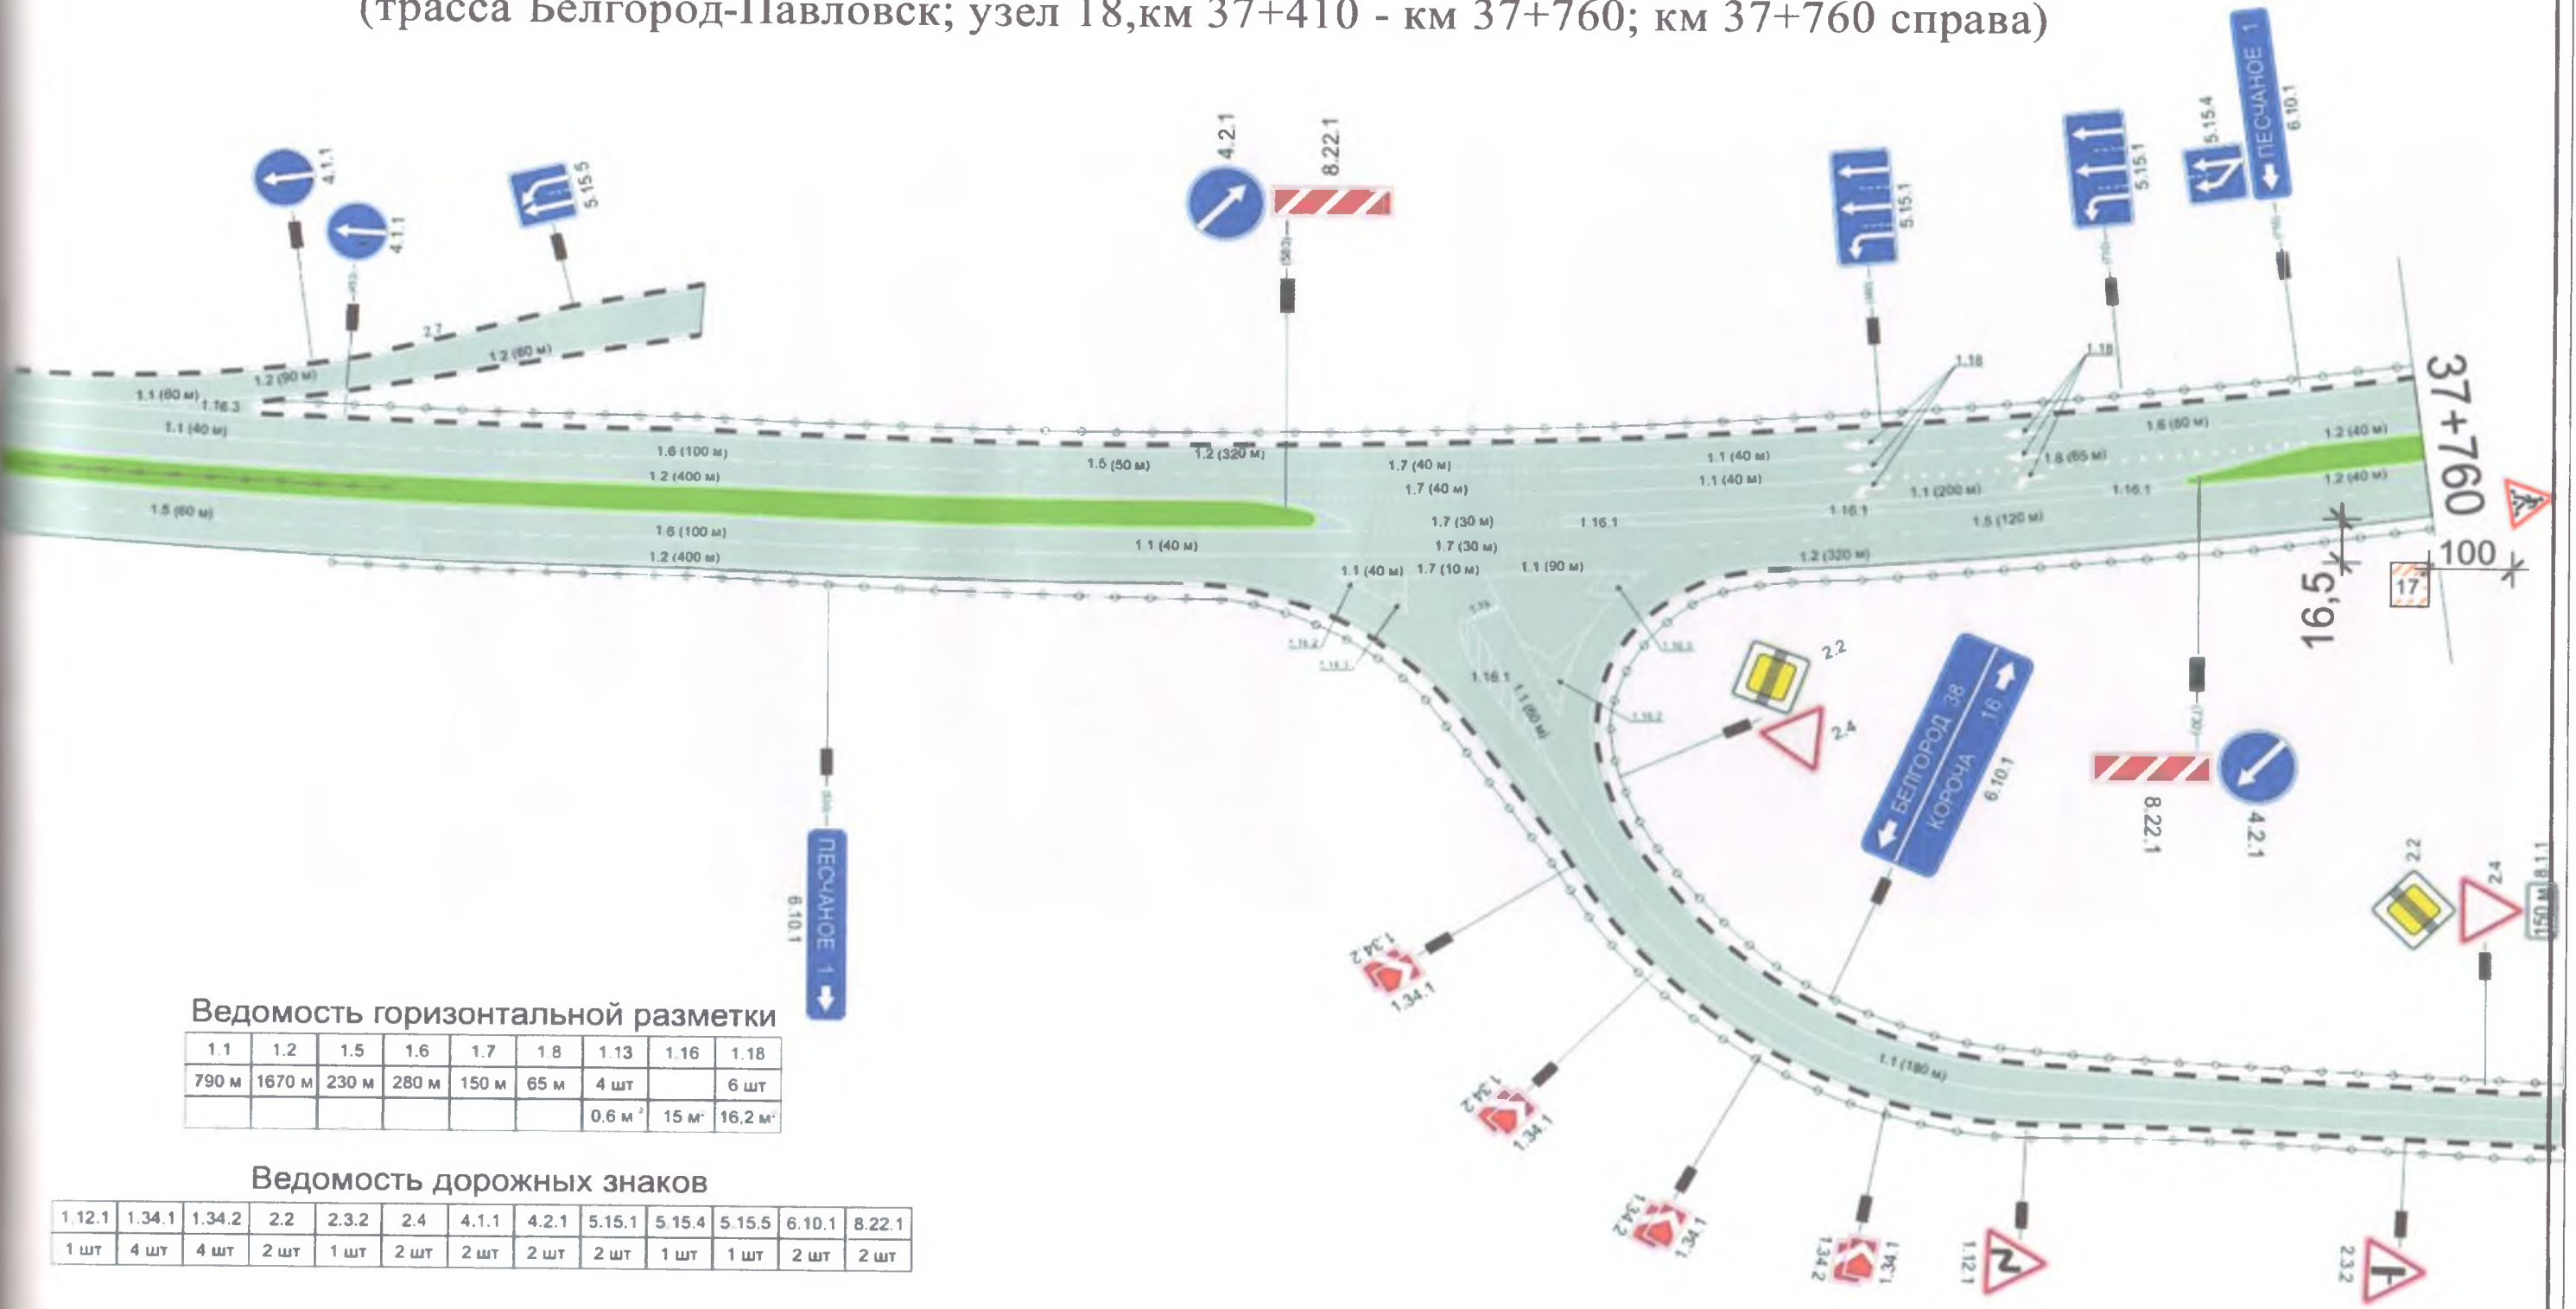 (трасса Белгород-Павловск; узел 18,км 37+410 - км 37+760; км 37+760 справа)
4.1.1
4.1.1
5.15.5
4.2.1
8.22.1
5.15.1
5.15.1
5.15.4
ПЕСЧАНОЕ 1
6.10.1
2.7
1.2 (60 м)
1.2 (90 м)
1.1 (60 м)
1.16.3
1.1 (40 м)
1.5 (60 м)
1.6 (100 м)
1.2 (400 м)
1.6 (100 м)
1.2 (400 м)
1.5 (50 м)
1.2 (320 м)
1.1 (40 м)
1.7 (40 м)
1.7 (40 м)
1.7 (30 м)
1.7 (30 м)
1.1 (40 м)
1.7 (10 м)
1.1 (90 м)
1.16.1
1.1 (40 м)
1.1 (40 м)
1.18
1.18
1.6 (80 м)
1.8 (65 м)
1.2 (40 м)
1.2 (40 м)
1.1 (200 м)
1.16.1
1.16.1
1.5 (120 м)
1.2 (320 м)
37+760
100
16,5
17
1.16.2
1.16.1
1.1 (60 м)
1.16.2
2.2
2.4
БЕЛГОРОД 38
КОРОЧА 16
6.10.1
8.22.1
4.2.1
2.2
2.4
150 м
8.1.1
ПЕСЧАНОЕ 1
6.10.1
1.34.2
1.34.1
1.34.2
1.34.1
1.34.2
1.34.1
1.34.2
1.34.1
1.1 (180 м)
1.12.1
2.3.2
Ведомость горизонтальной разметки
1.1 1.2 1.5 1.6 1.7 1.8 1.13 1.16 1.18
790 м 1670 м 230 м 280 м 150 м 65 м 4 шт 6 шт
0.6 м² 15 м² 16,2 м²
Ведомость дорожных знаков
1.12.1 1.34.1 1.34.2 2.2 2.3.2 2.4 4.1.1 4.2.1 5.15.1 5.15.4 5.15.5 6.10.1 8.22.1
1 шт 4 шт 4 шт 2 шт 1 шт 2 шт 2 шт 2 шт 2 шт 1 шт 1 шт 2 шт 2 шт